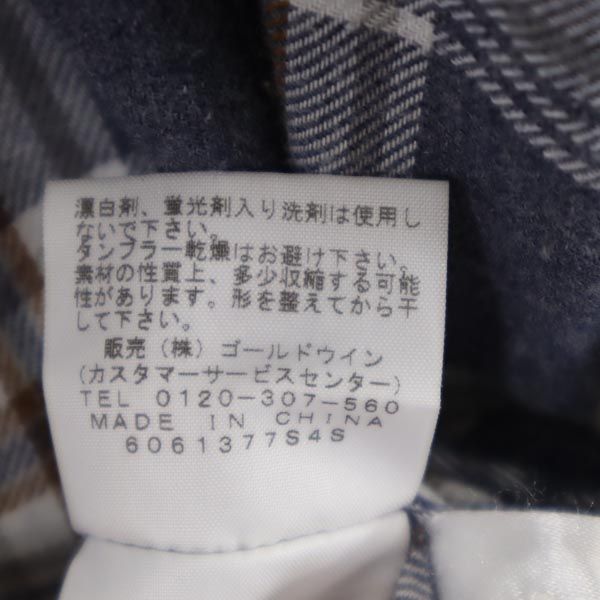 漂白剤、蛍光剤入り洗剤は使用し
ないで下さい。
タンブラー乾燥はお避け下さい。
素材の性質上、多少収縮する可能
性があります。形を整えてから干
して下さい。
販売（株）ゴールドウイン
(カスタマーサービスセンター)
TEL 0120-307-560
MADE IN CHINA
6061377S4S